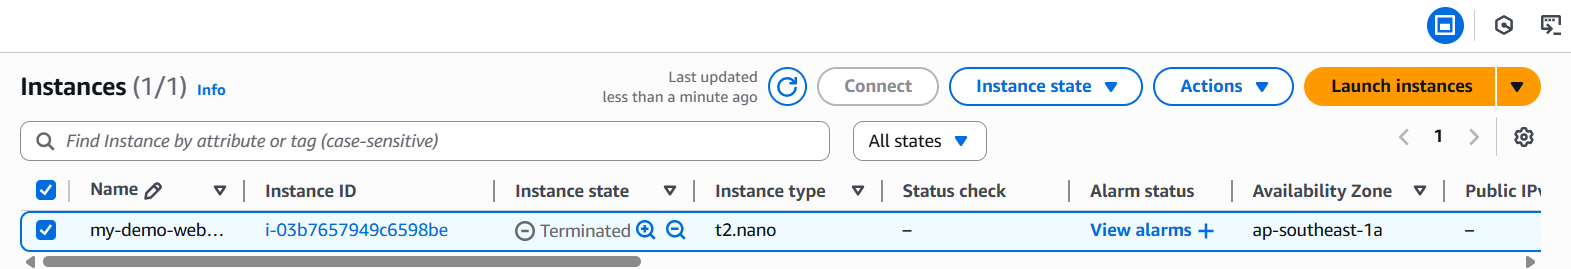 Instances (1/1) Info
Last updated
less than a minute ago
Connect
Instance state
Actions
Launch instances
Find Instance by attribute or tag (case-sensitive)
All states
1
Name Instance ID Instance state Instance type Status check Alarm status Availability Zone Public IPv
my-demo-web… i-03b7657949c6598be Terminated t2.nano – View alarms + ap-southeast-1a –